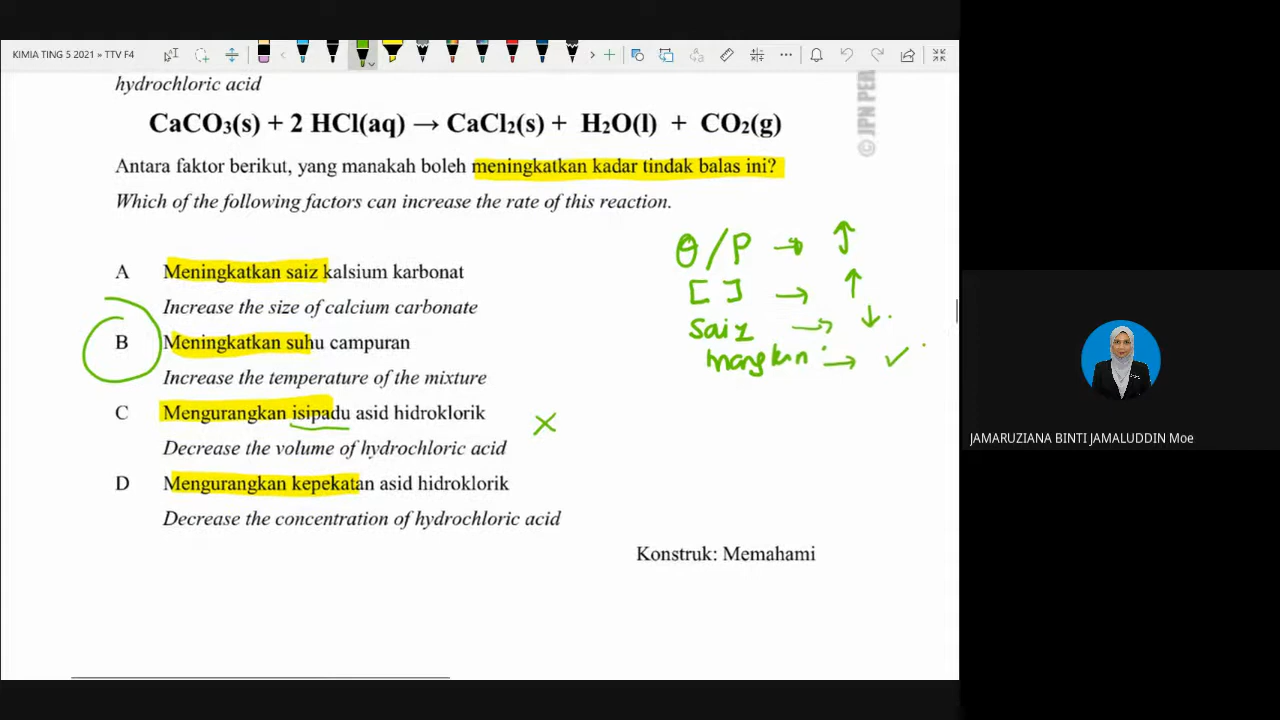 KIMIA TING 5 2021 » TTV F4
hydrochloric acid
CaCO3(s) + 2 HCl(aq) → CaCl2(s) + H2O(l) + CO2(g)
Antara faktor berikut, yang manakah boleh meningkatkan kadar tindak balas ini?
Which of the following factors can increase the rate of this reaction.
A Meningkatkan saiz kalsium karbonat
Increase the size of calcium carbonate
B Meningkatkan suhu campuran
Increase the temperature of the mixture
C Mengurangkan isipadu asid hidroklorik
Decrease the volume of hydrochloric acid
D Mengurangkan kepekatan asid hidroklorik
Decrease the concentration of hydrochloric acid
Konstruk: Memahami
θ/P → ↑
[ ] → ↑
saiz → ↓
mangkin → ✓
×
© JPN PER
JAMARUZIANA BINTI JAMALUDDIN Moe